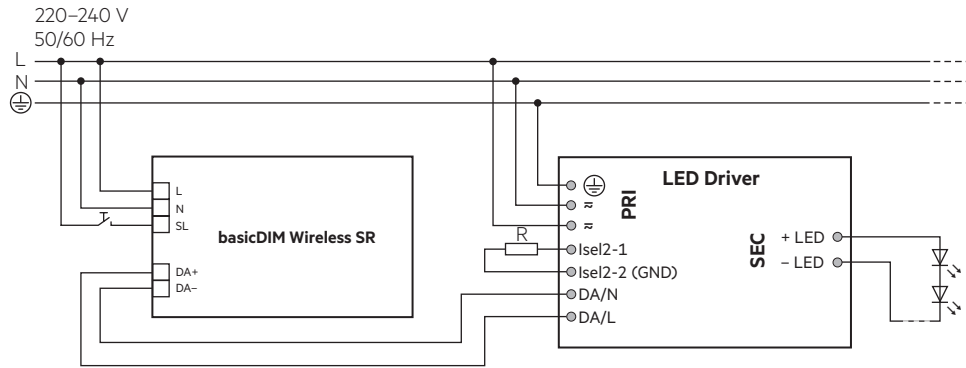 220–240 V
50/60 Hz
L
N
L
N
SL
DA+
DA–
basicDIM Wireless SR
LED Driver
PRI
≂
≂
R
Isel2-1
Isel2-2 (GND)
DA/N
DA/L
SEC
+ LED
– LED